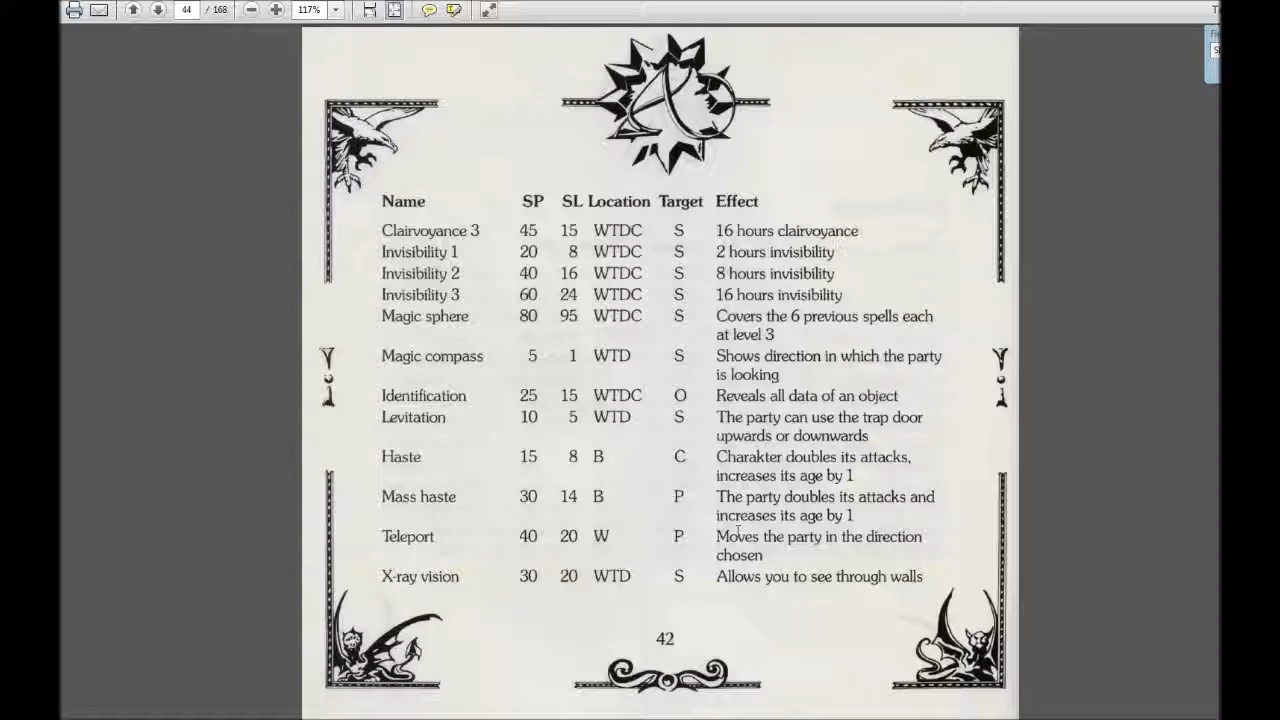 44 / 168 117%
Name SP SL Location Target Effect
Clairvoyance 3 45 15 WTDC S 16 hours clairvoyance
Invisibility 1 20 8 WTDC S 2 hours invisibility
Invisibility 2 40 16 WTDC S 8 hours invisibility
Invisibility 3 60 24 WTDC S 16 hours invisibility
Magic sphere 80 95 WTDC S Covers the 6 previous spells each
at level 3
Magic compass 5 1 WTD S Shows direction in which the party
is looking
Identification 25 15 WTDC O Reveals all data of an object
Levitation 10 5 WTD S The party can use the trap door
upwards or downwards
Haste 15 8 B C Charakter doubles its attacks,
increases its age by 1
Mass haste 30 14 B P The party doubles its attacks and
increases its age by 1
Teleport 40 20 W P Moves the party in the direction
chosen
X-ray vision 30 20 WTD S Allows you to see through walls
42